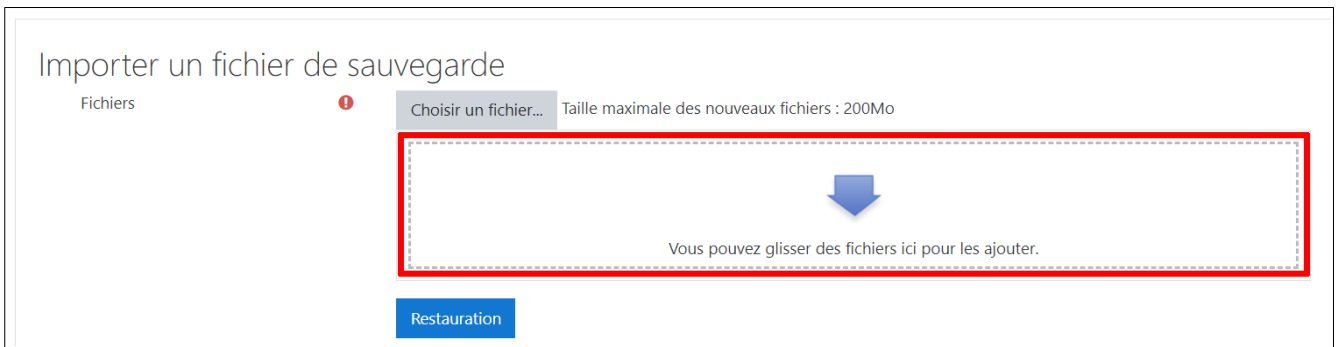 Importer un fichier de sauvegarde
Fichiers
Choisir un fichier... Taille maximale des nouveaux fichiers : 200Mo
Vous pouvez glisser des fichiers ici pour les ajouter.
Restauration